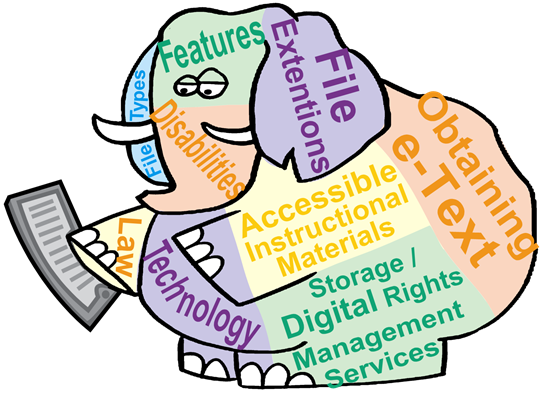 Features
File
Extentions
File Types
Disabilities
Obtaining
e-Text
Accessible
Instructional
Materials
Law
Technology
Storage /
Digital Rights
Management
Services